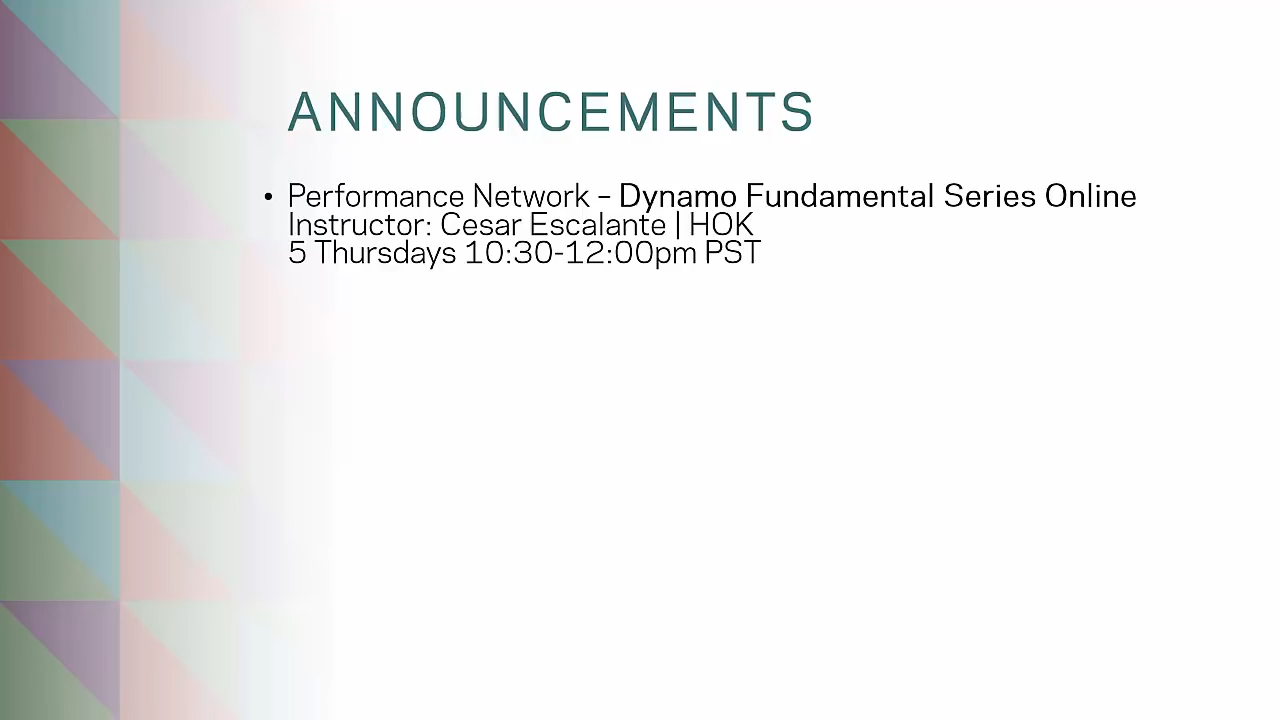 ANNOUNCEMENTS
• Performance Network – Dynamo Fundamental Series Online
Instructor: Cesar Escalante | HOK
5 Thursdays 10:30-12:00pm PST